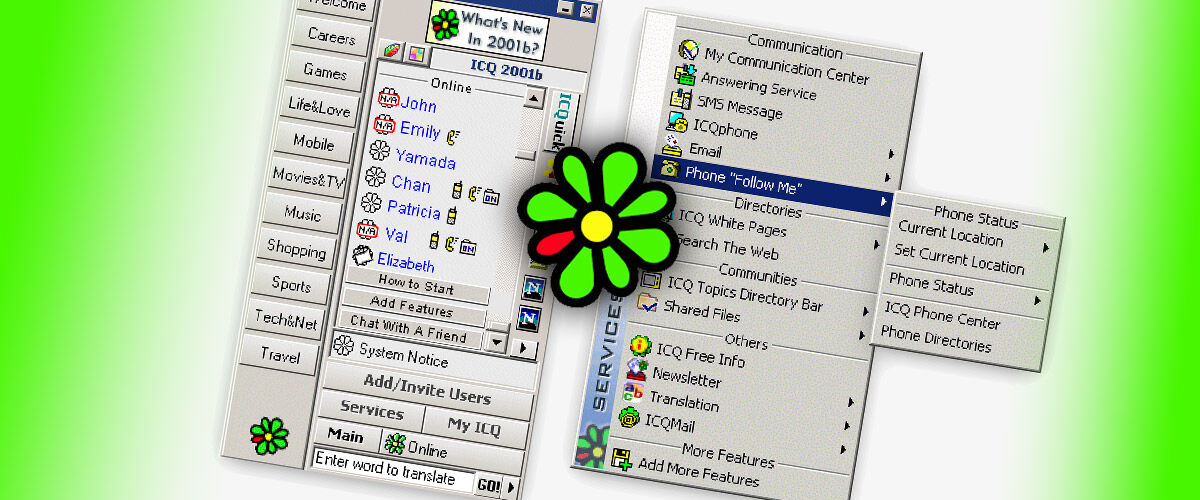 Welcome
Careers
Games
Life&Love
Mobile
Movies&TV
Music
Shopping
Sports
Tech&Net
Travel
What's New
In 2001b?
ICQ 2001b
Online
N/A John
N/A Emily
Yamada
Chan ON
Patricia
N/A Val ON
Elizabeth
How to Start
Add Features
Chat With A Friend
System Notice
Add/Invite Users
Services
My ICQ
Main
Online
Enter word to translate
GO!
ICQuick
N
N
SERVICES
Communication
My Communication Center
Answering Service
SMS Message
ICQphone
Email
Phone "Follow Me"
Directories
ICQ White Pages
Search The Web
Communities
ICQ Topics Directory Bar
Shared Files
Others
ICQ Free Info
Newsletter
Translation
ICQMail
More Features
Add More Features
Phone Status
Current Location
Set Current Location
Phone Status
ICQ Phone Center
Phone Directories